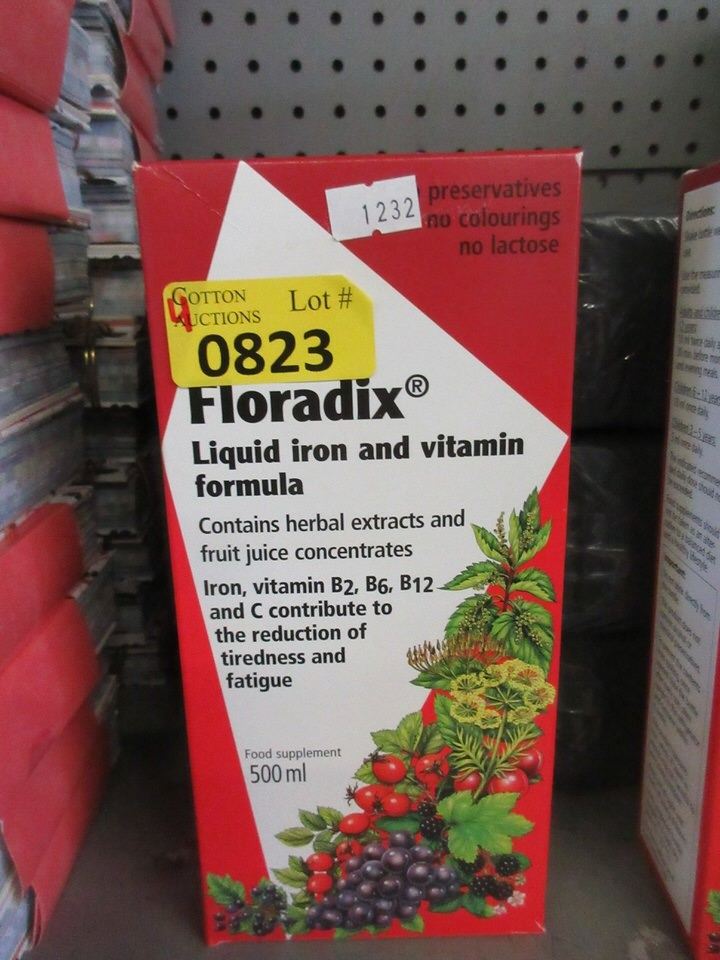 preservatives
1232
no colourings
no lactose
COTTON
AUCTIONS
Lot #
4
0823
Floradix®
Liquid iron and vitamin
formula
Contains herbal extracts and
fruit juice concentrates
Iron, vitamin B2, B6, B12
and C contribute to
the reduction of
tiredness and
fatigue
Food supplement
500 ml
Directions: